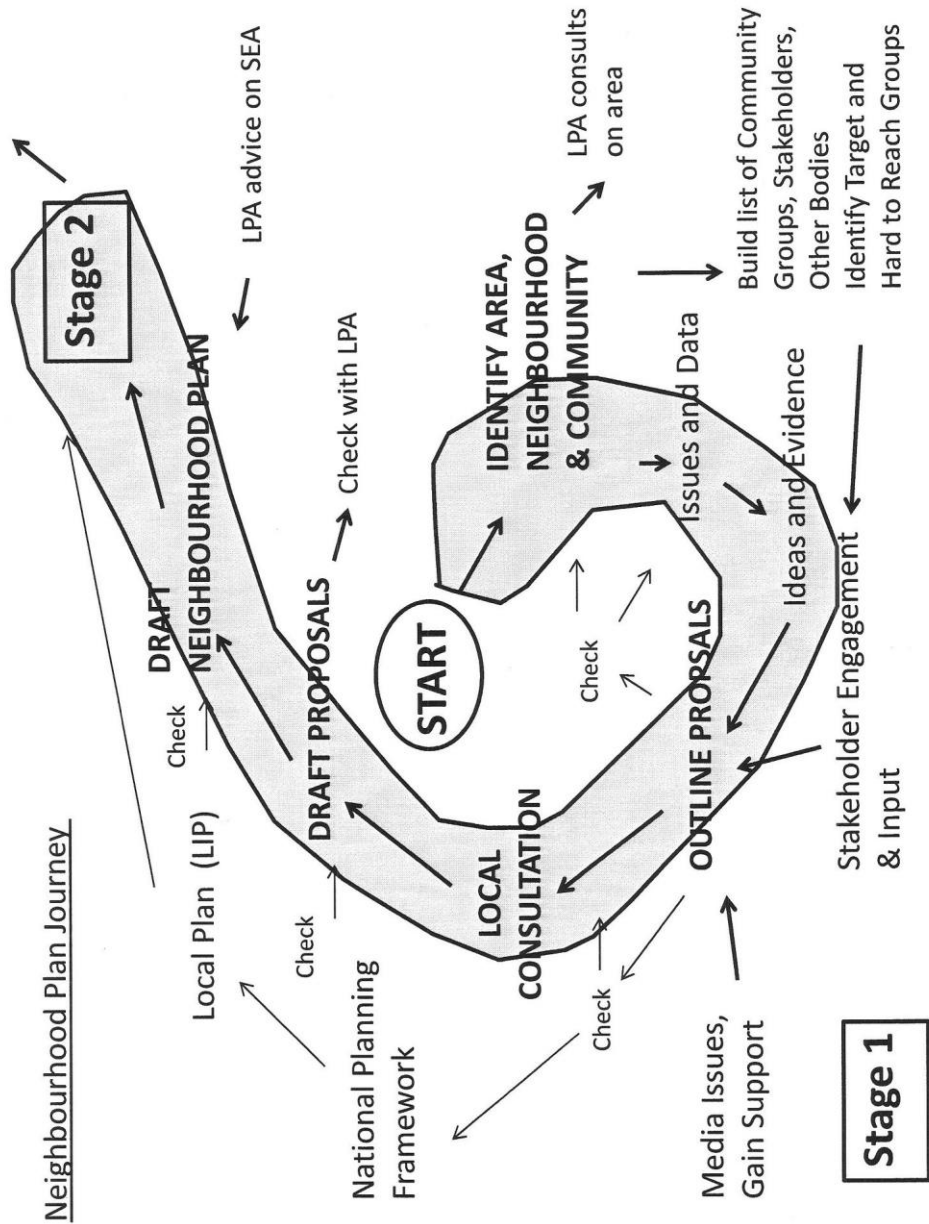 Neighbourhood Plan Journey
Stage 1
START
IDENTIFY AREA,
NEIGHBOURHOOD
& COMMUNITY
LPA consults
on area
Build list of Community
Groups, Stakeholders,
Other Bodies
Identify Target and
Hard to Reach Groups
Issues and Data
Ideas and Evidence
Stakeholder Engagement
& Input
Check
OUTLINE PROPSALS
Media Issues,
Gain Support
Check
LOCAL
CONSULTATION
National Planning
Framework
Check
DRAFT PROPOSALS
Check with LPA
Local Plan (LIP)
Check
DRAFT
NEIGHBOURHOOD PLAN
LPA advice on SEA
Stage 2